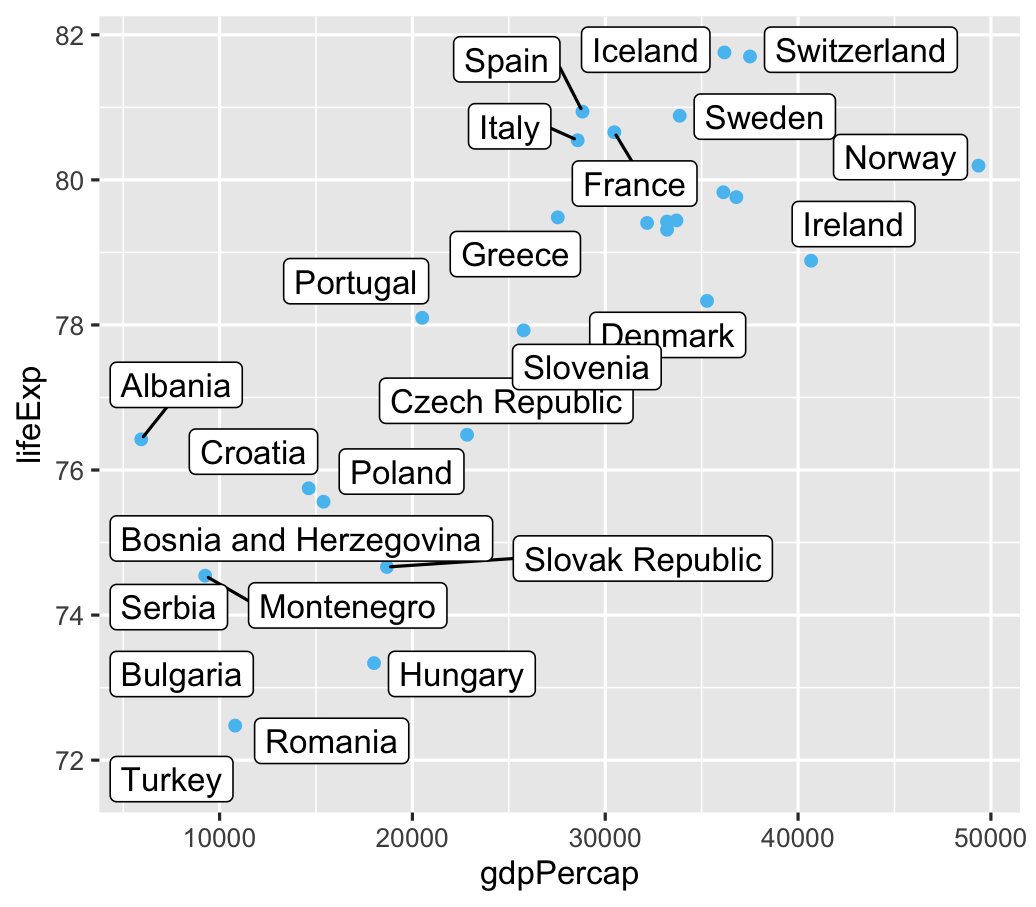 82
80
78
76
74
72
lifeExp
Spain
Iceland
Switzerland
Italy
Sweden
Norway
France
Ireland
Greece
Portugal
Denmark
Slovenia
Albania
Czech Republic
Croatia
Poland
Bosnia and Herzegovina
Slovak Republic
Serbia
Montenegro
Bulgaria
Hungary
Romania
Turkey
10000
20000
30000
40000
50000
gdpPercap